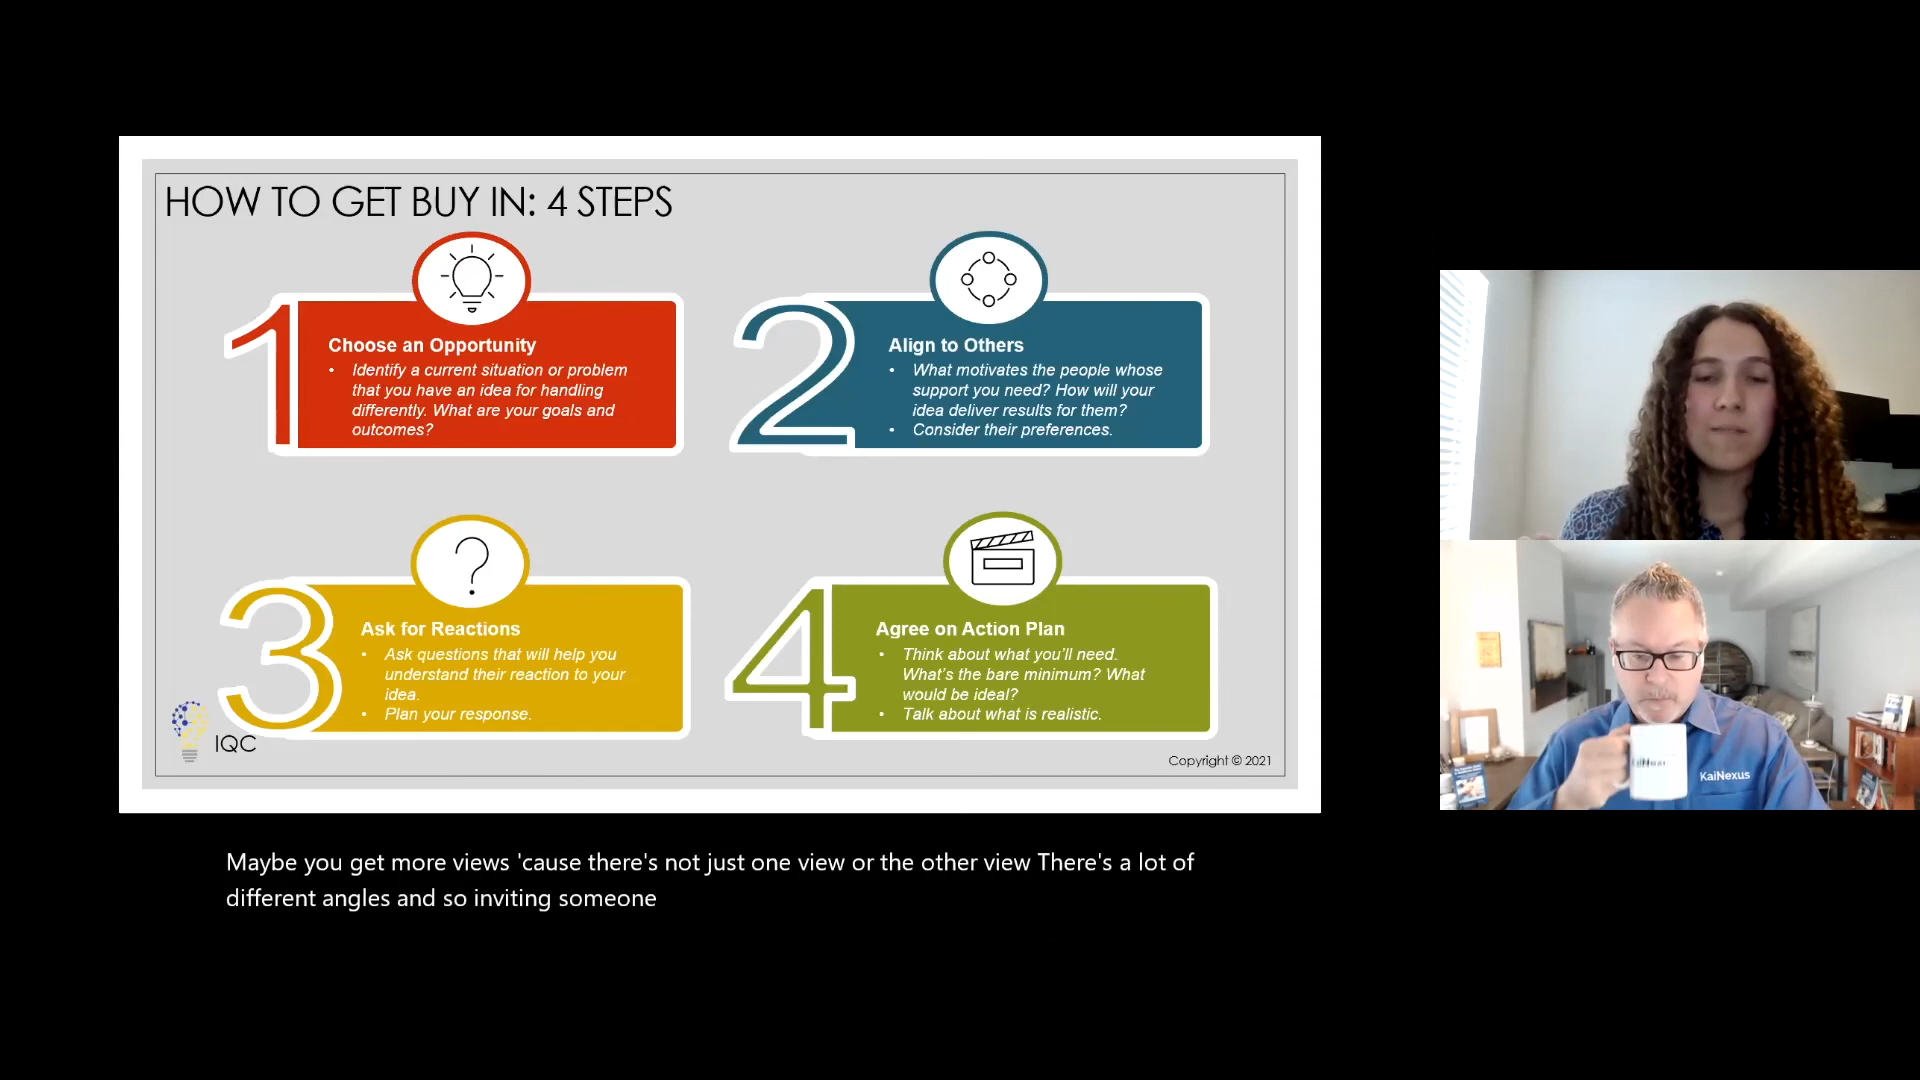 HOW TO GET BUY IN: 4 STEPS
1
Choose an Opportunity
• Identify a current situation or problem
that you have an idea for handling
differently. What are your goals and
outcomes?
2
Align to Others
• What motivates the people whose
support you need? How will your
idea deliver results for them?
• Consider their preferences.
3
Ask for Reactions
• Ask questions that will help you
understand their reaction to your
idea.
• Plan your response.
4
Agree on Action Plan
• Think about what you'll need.
What's the bare minimum? What
would be ideal?
• Talk about what is realistic.
IQC
Copyright © 2021
KaiNexus
Maybe you get more views 'cause there's not just one view or the other view There's a lot of
different angles and so inviting someone